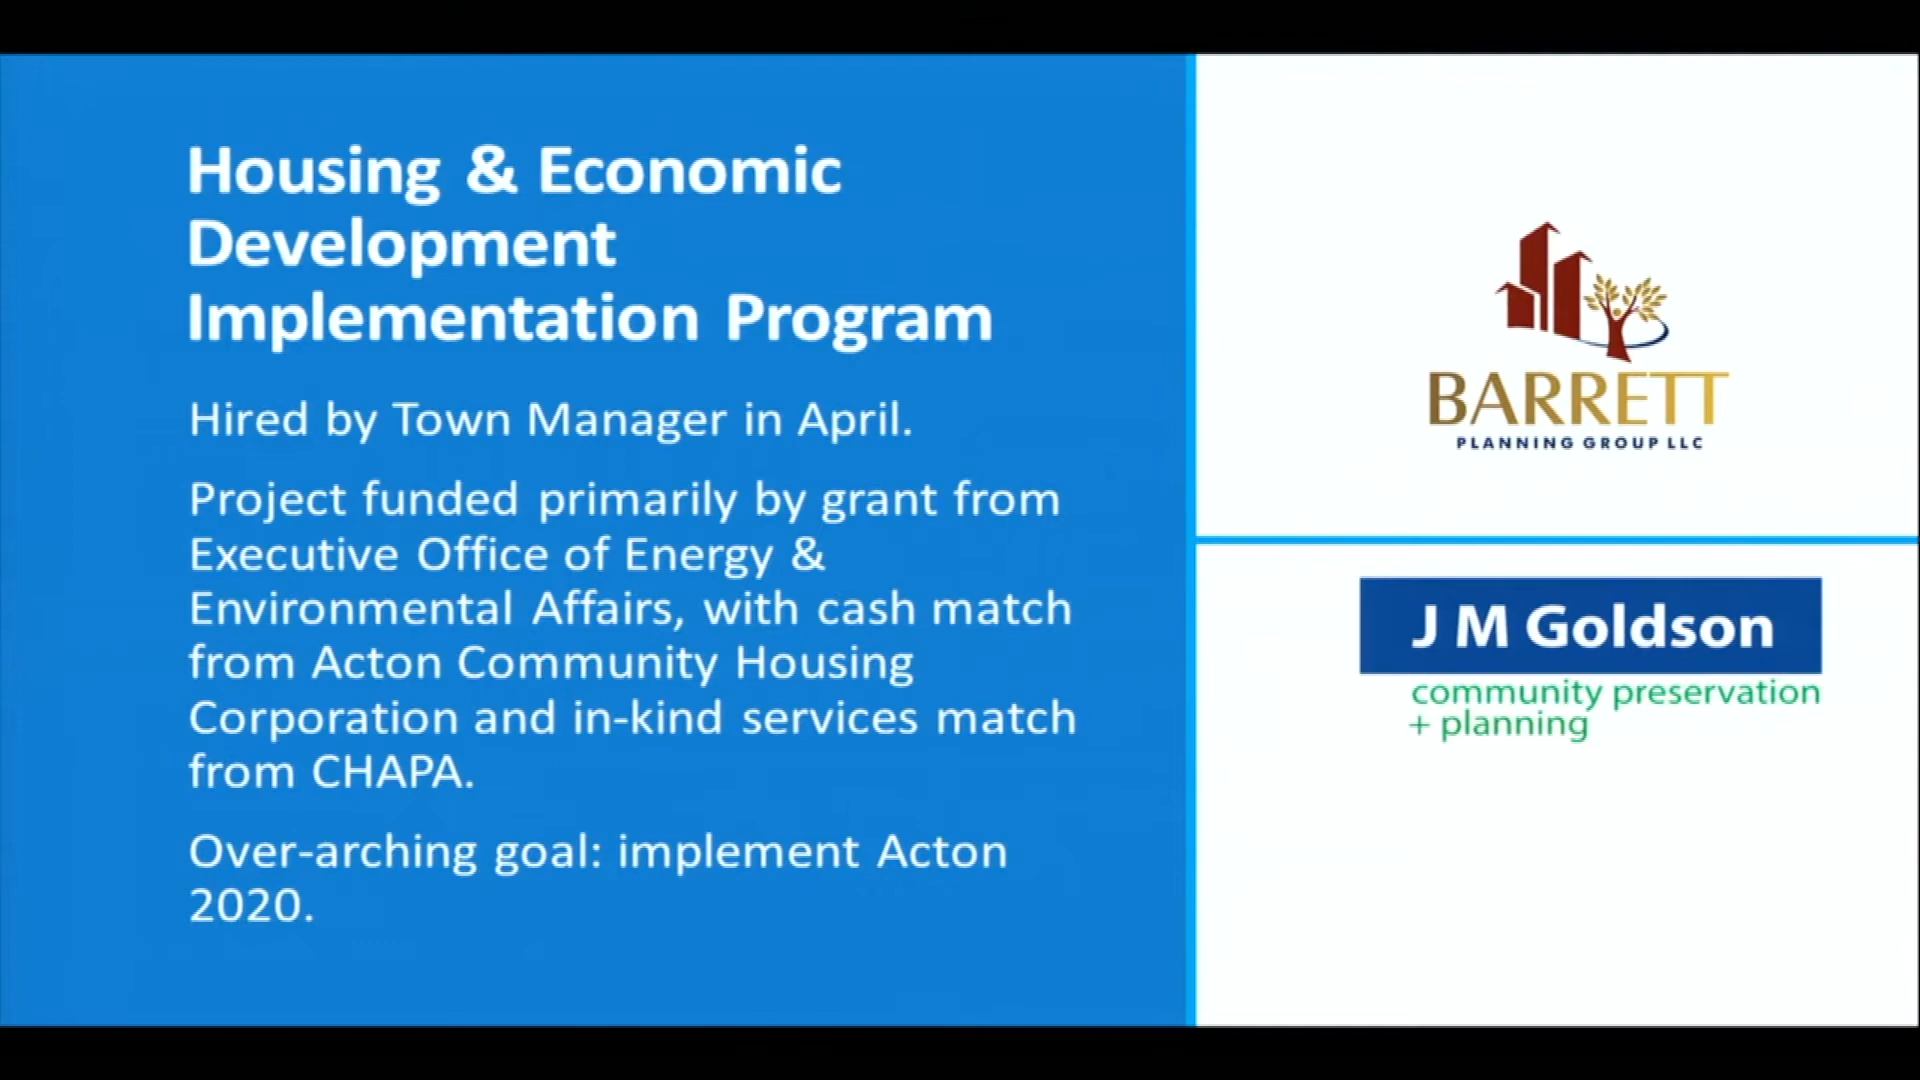 Housing & Economic
Development
Implementation Program
Hired by Town Manager in April.
Project funded primarily by grant from
Executive Office of Energy &
Environmental Affairs, with cash match
from Acton Community Housing
Corporation and in-kind services match
from CHAPA.
Over-arching goal: implement Acton
2020.
BARRETT
PLANNING GROUP LLC
J M Goldson
community preservation
+ planning